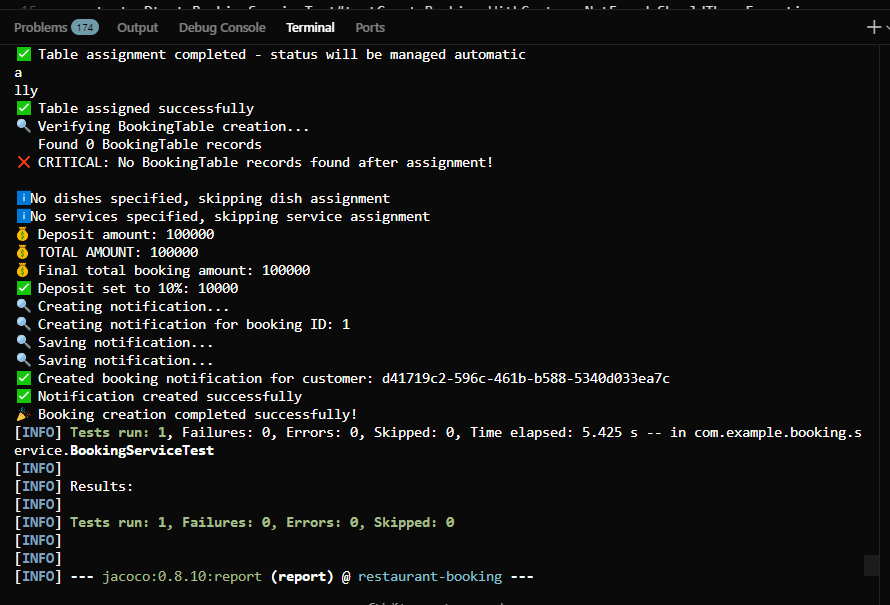 Problems 174 Output Debug Console Terminal Ports
✅ Table assignment completed - status will be managed automatic
a
lly
✅ Table assigned successfully
🔍 Verifying BookingTable creation...
Found 0 BookingTable records
❌ CRITICAL: No BookingTable records found after assignment!
ℹ️No dishes specified, skipping dish assignment
ℹ️No services specified, skipping service assignment
💰 Deposit amount: 100000
💰 TOTAL AMOUNT: 100000
💰 Final total booking amount: 100000
✅ Deposit set to 10%: 10000
🔍 Creating notification...
🔍 Creating notification for booking ID: 1
🔍 Saving notification...
🔍 Saving notification...
✅ Created booking notification for customer: d41719c2-596c-461b-b588-5340d033ea7c
✅ Notification created successfully
🎉 Booking creation completed successfully!
[INFO] Tests run: 1, Failures: 0, Errors: 0, Skipped: 0, Time elapsed: 5.425 s -- in com.example.booking.s
ervice.BookingServiceTest
[INFO]
[INFO] Results:
[INFO]
[INFO] Tests run: 1, Failures: 0, Errors: 0, Skipped: 0
[INFO]
[INFO]
[INFO] --- jacoco:0.8.10:report (report) @ restaurant-booking ---